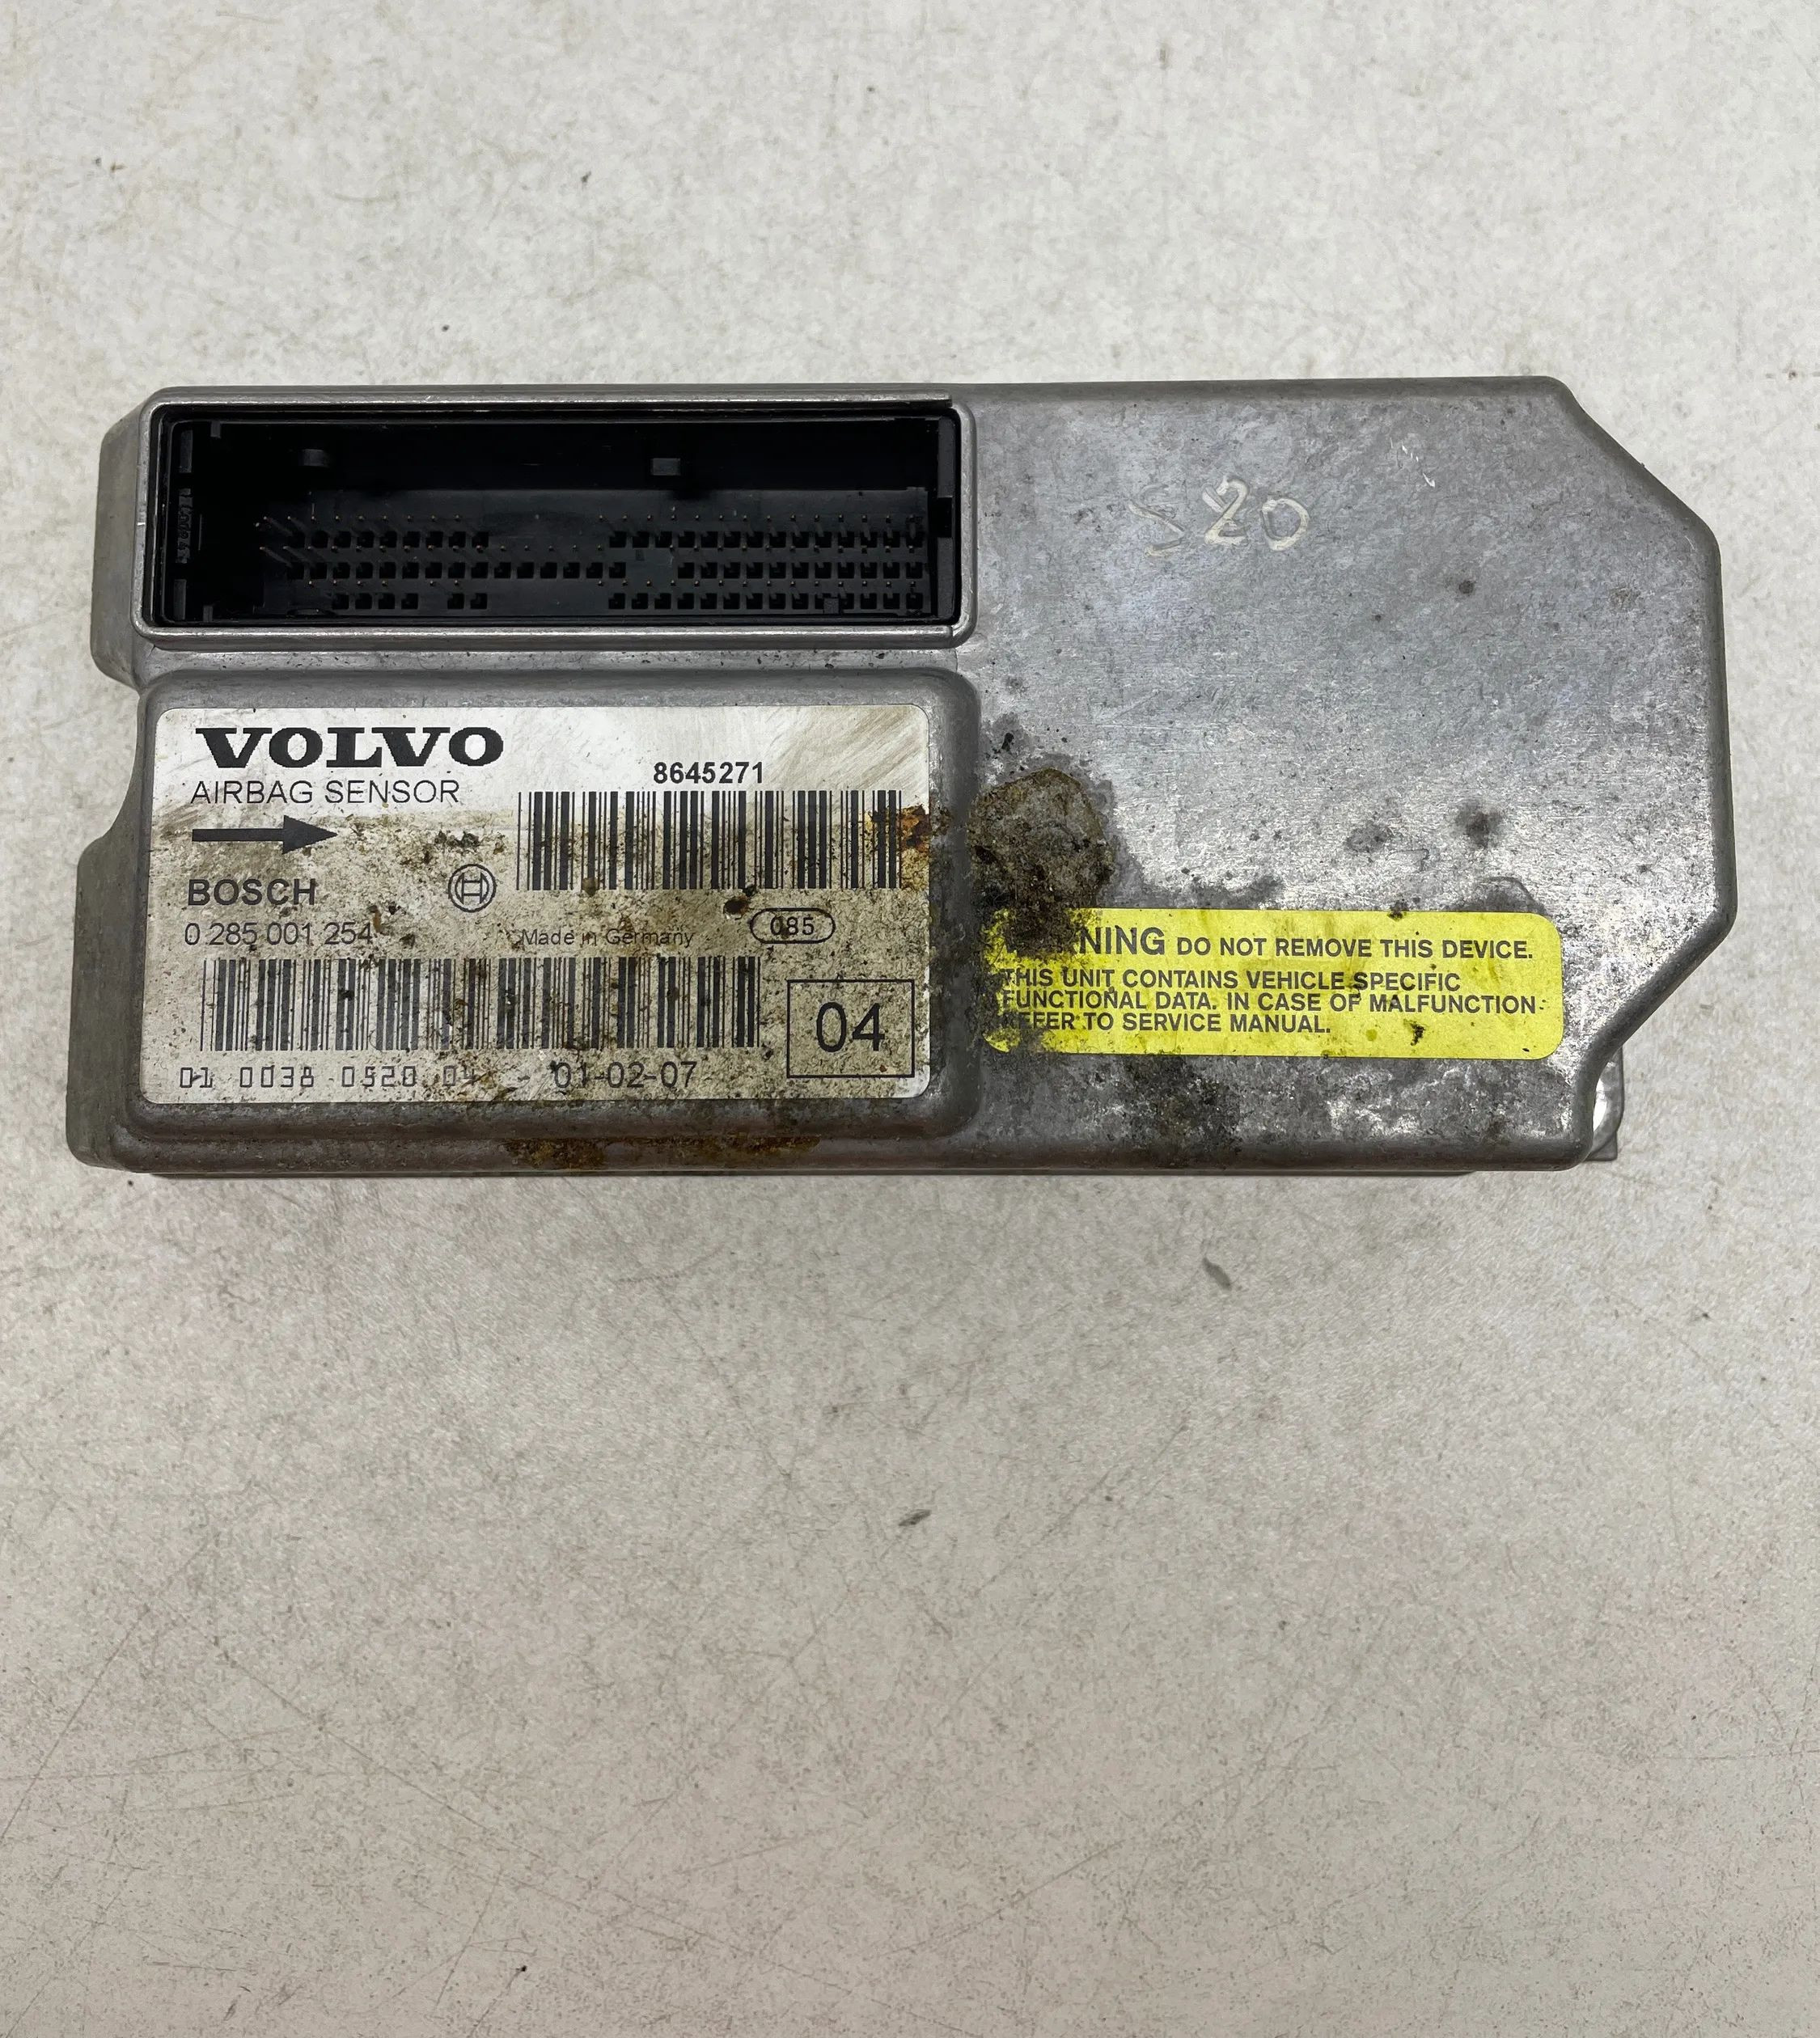 S20
VOLVO
AIRBAG SENSOR
8645271
BOSCH
0 285 001 254
Made in Germany
085
04
01 0038 0520 04 - 01-02-07
WARNING DO NOT REMOVE THIS DEVICE.
THIS UNIT CONTAINS VEHICLE SPECIFIC
FUNCTIONAL DATA. IN CASE OF MALFUNCTION
REFER TO SERVICE MANUAL.